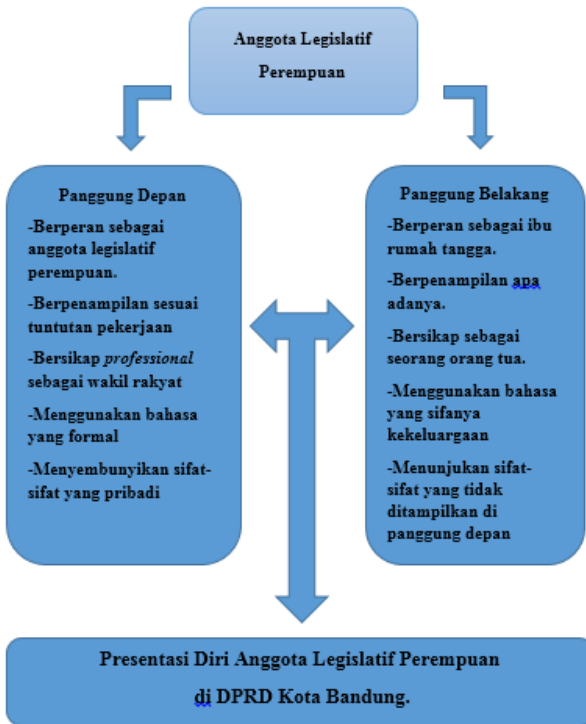 Anggota Legislatif
Perempuan
Panggung Depan
-Berperan sebagai
anggota legislatif
perempuan.
-Berpenampilan sesuai
tuntutan pekerjaan
-Bersikap professional
sebagai wakil rakyat
-Menggunakan bahasa
yang formal
-Menyembunyikan sifat-
sifat yang pribadi
Panggung Belakang
-Berperan sebagai ibu
rumah tangga.
-Berpenampilan apa
adanya.
-Bersikap sebagai
seorang orang tua.
-Menggunakan bahasa
yang sifanya
kekeluargaan
-Menunjukan sifat-
sifat yang tidak
ditampilkan di
panggung depan
Presentasi Diri Anggota Legislatif Perempuan
di DPRD Kota Bandung.